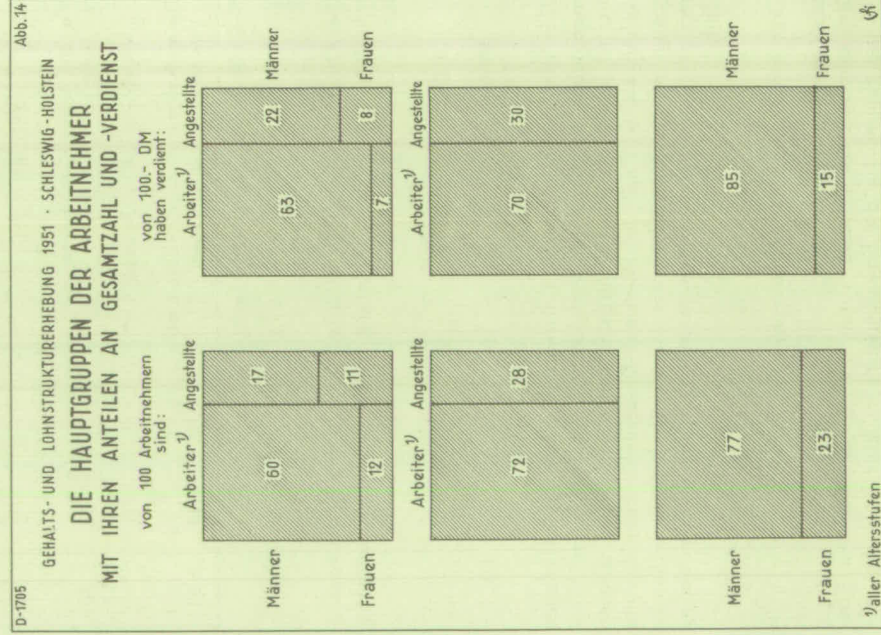 D-1705
Abb. 14
GEHALTS- UND LOHNSTRUKTURERHEBUNG 1951 · SCHLESWIG-HOLSTEIN
DIE HAUPTGRUPPEN DER ARBEITNEHMER
MIT IHREN ANTEILEN AN GESAMTZAHL UND -VERDIENST
von 100 Arbeitnehmern
sind:
von 100.- DM
haben verdient:
Arbeiter¹⁾ Angestellte
Arbeiter¹⁾ Angestellte
Männer
60
17
63
22
Männer
Frauen
12
11
7
8
Frauen
Arbeiter¹⁾ Angestellte
Arbeiter¹⁾ Angestellte
72
28
70
30
Männer
77
85
Männer
Frauen
23
15
Frauen
¹⁾aller Altersstufen